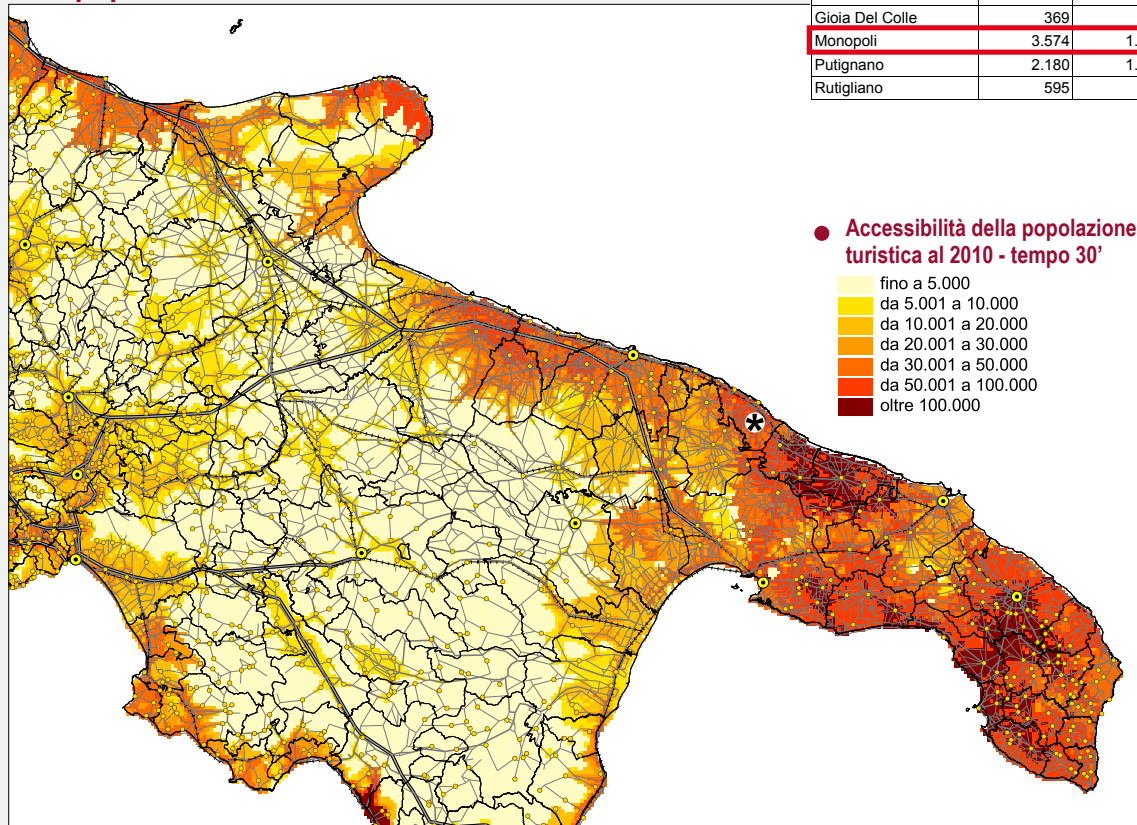 Gioia Del Colle 369
Monopoli 3.574 1.
Putignano 2.180 1.
Rutigliano 595
Accessibilità della popolazione
turistica al 2010 - tempo 30’
fino a 5.000
da 5.001 a 10.000
da 10.001 a 20.000
da 20.001 a 30.000
da 30.001 a 50.000
da 50.001 a 100.000
oltre 100.000
*